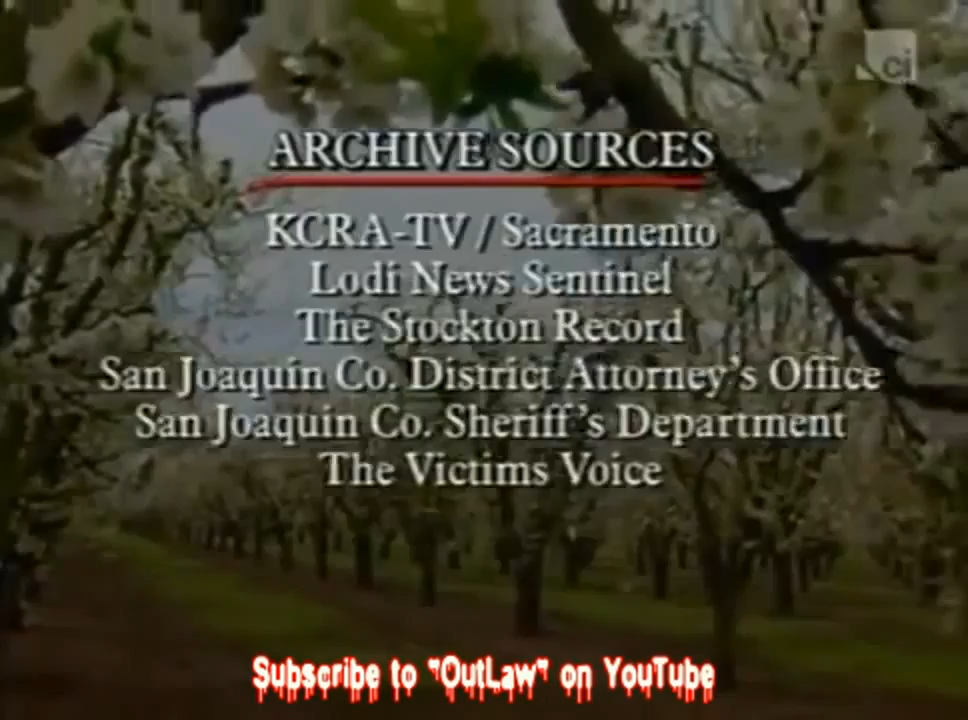 ci
ARCHIVE SOURCES
KCRA-TV / Sacramento
Lodi News Sentinel
The Stockton Record
San Joaquin Co. District Attorney's Office
San Joaquin Co. Sheriff's Department
The Victims Voice
Subscribe to "OutLaw" on YouTube